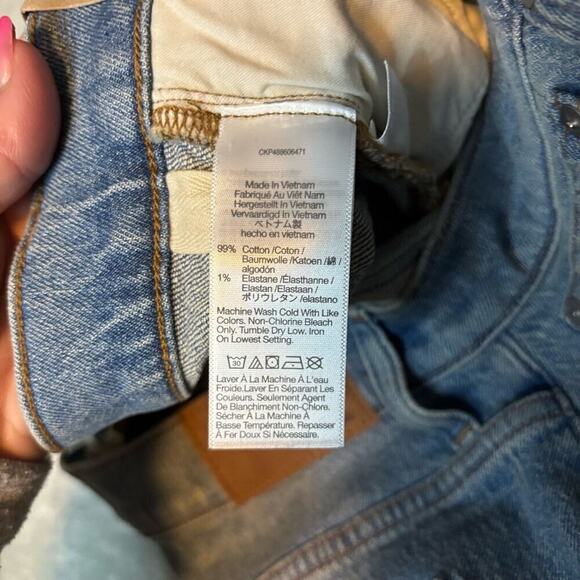 CKP488606471
Made In Vietnam
Fabriqué Au Viêt Nam
Hergestellt In Vietnam
Vervaardigd In Vietnam
ベトナム製
hecho en vietnam
99% Cotton /Coton /
Baumwolle /Katoen /綿 /
algodón
1% Elastane /Élasthanne /
Elastan /Elastaan /
ポリウレタン /elastano
Machine Wash Cold With Like
Colors. Non-Chlorine Bleach
Only. Tumble Dry Low. Iron
On Lowest Setting.
30
Laver À La Machine À L'eau
Froide.Laver En Séparant Les
Couleurs. Seulement Agent
De Blanchiment Non-Chlore.
Sécher À La Machine À
Basse Température. Repasser
À Fer Doux Si Nécessaire.